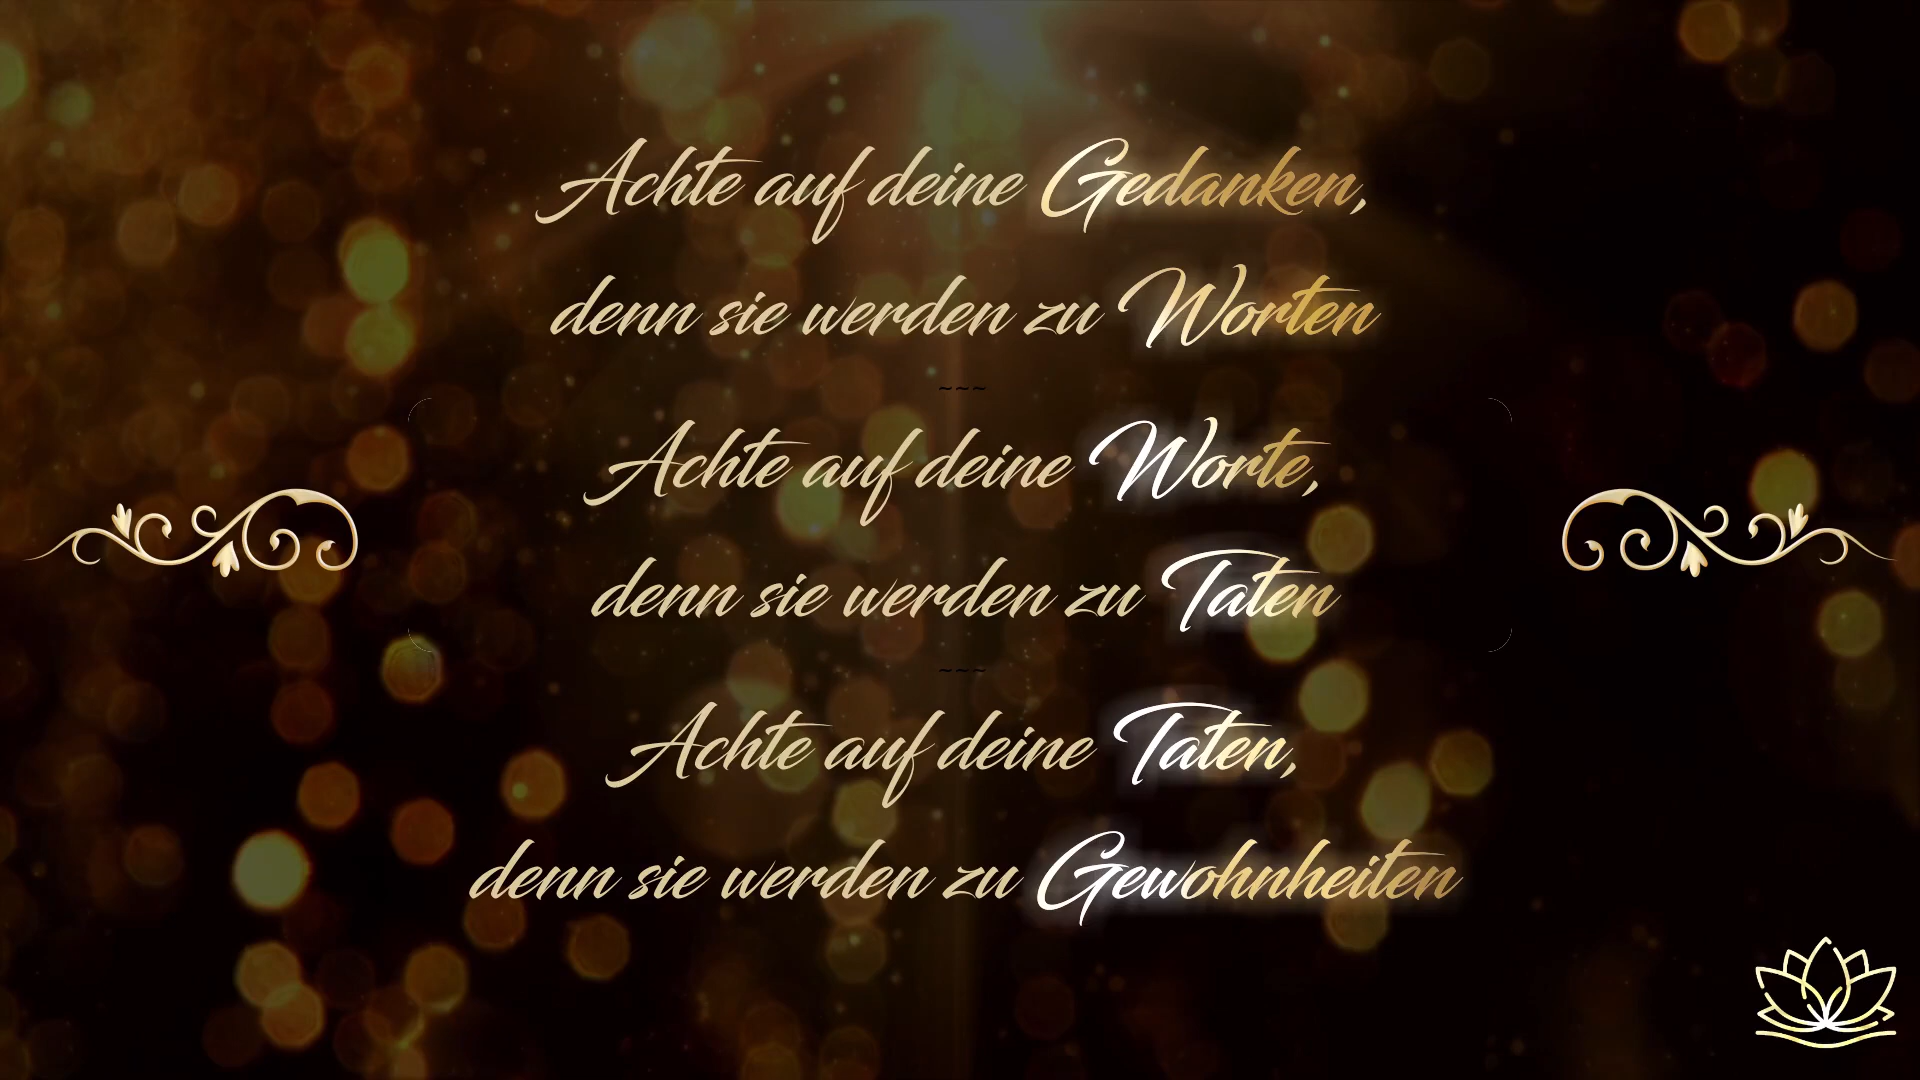 Achte auf deine Gedanken,
denn sie werden zu Worten
~~~
Achte auf deine Worte,
denn sie werden zu Taten
~~~
Achte auf deine Taten,
denn sie werden zu Gewohnheiten